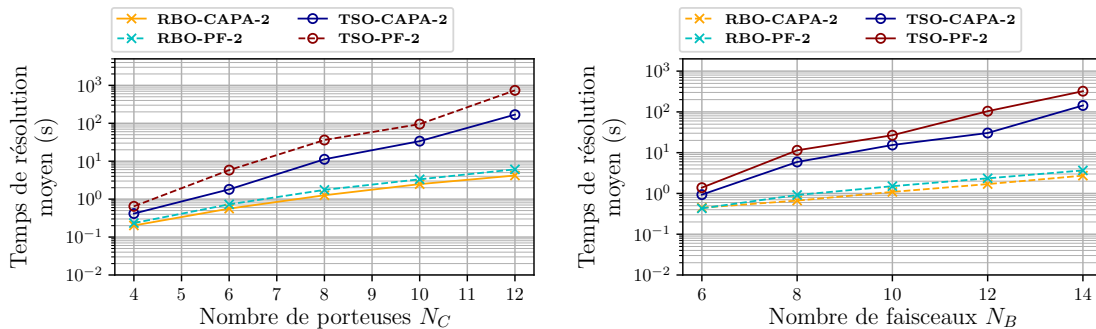 RBO-CAPA-2 TSO-CAPA-2
RBO-PF-2 TSO-PF-2
Temps de résolution
moyen (s)
10^3
10^2
10^1
10^0
10^−1
10^−2
4 5 6 7 8 9 10 11 12
Nombre de porteuses N_C
RBO-CAPA-2 TSO-CAPA-2
RBO-PF-2 TSO-PF-2
Temps de résolution
moyen (s)
10^3
10^2
10^1
10^0
10^−1
10^−2
6 8 10 12 14
Nombre de faisceaux N_B